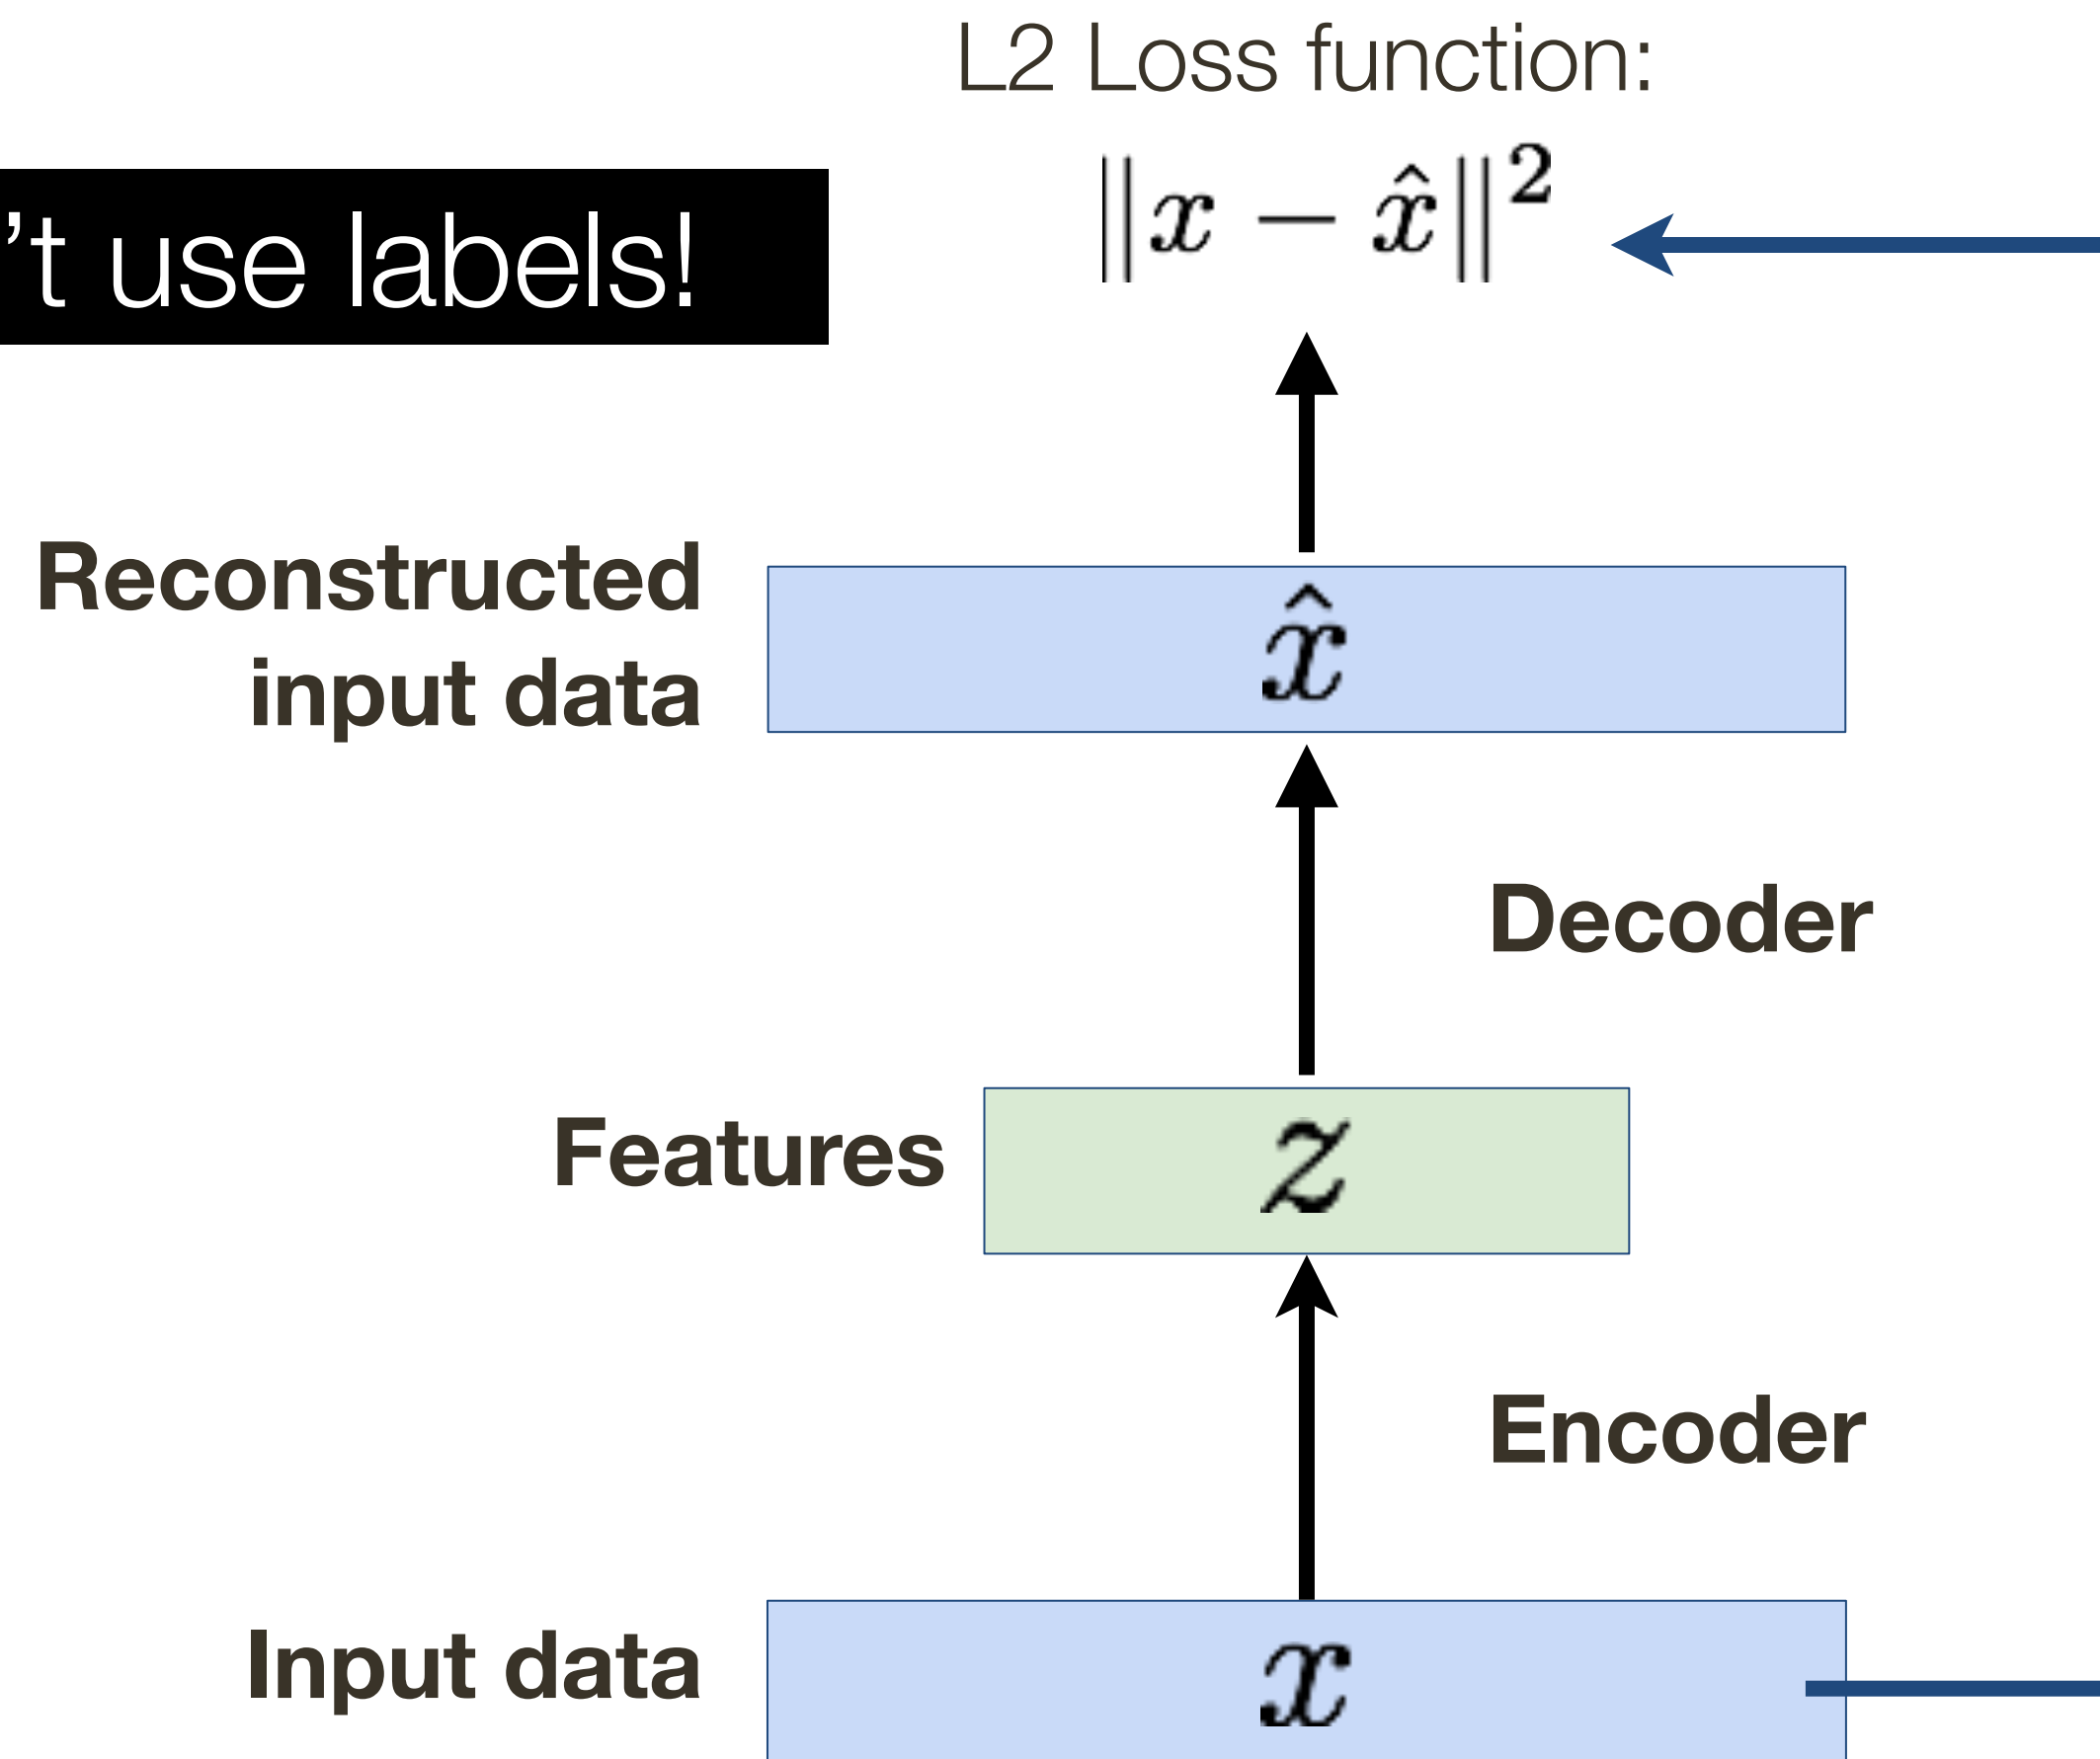 L2 Loss function:
‖x − x̂‖²
't use labels!
Reconstructed
input data
x̂
Decoder
Features
z
Encoder
Input data
x